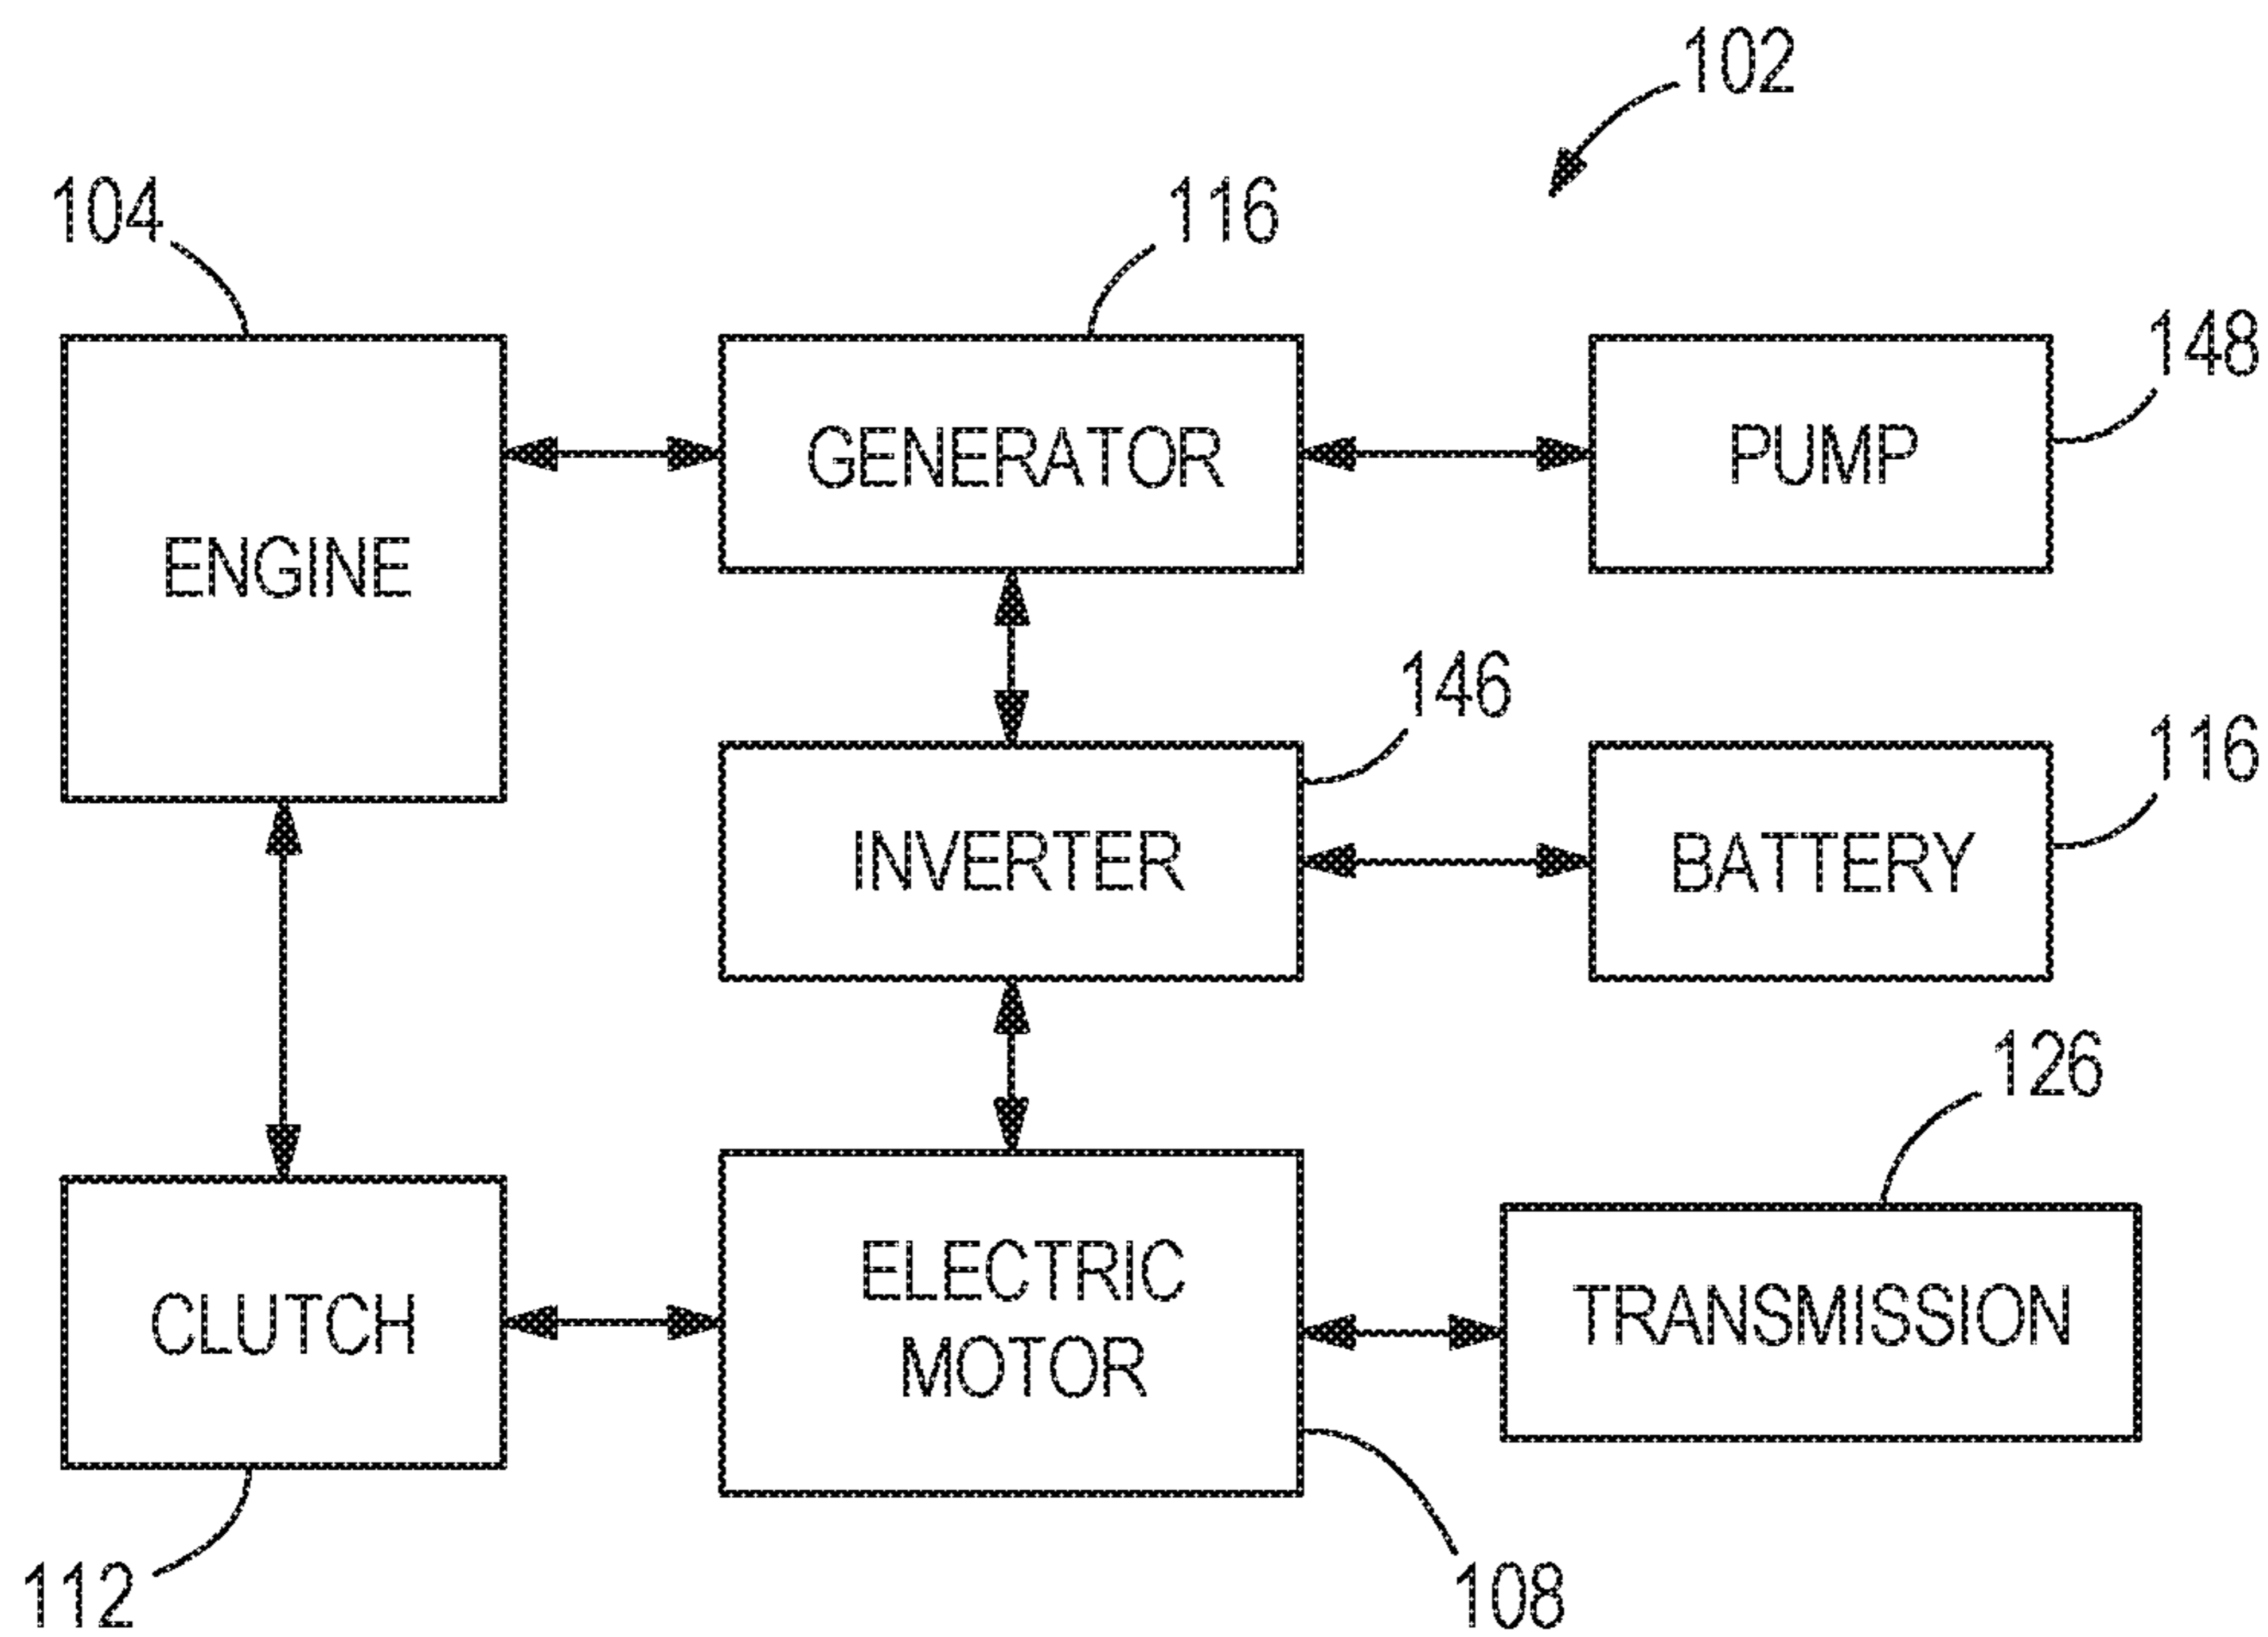 102
104
116
148
GENERATOR
PUMP
ENGINE
146
116
INVERTER
BATTERY
126
ELECTRIC
MOTOR
TRANSMISSION
CLUTCH
112
108